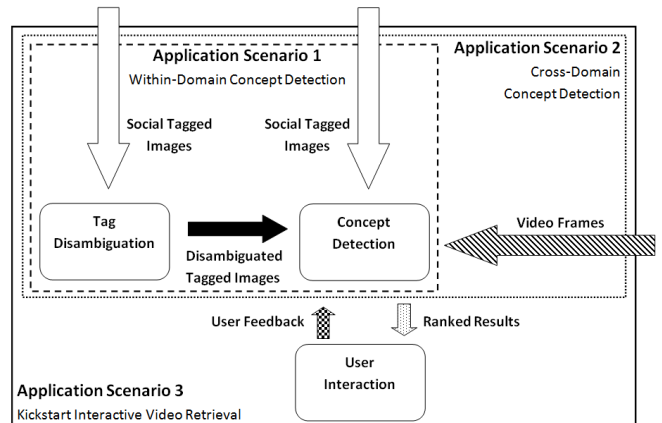 Application Scenario 1
Within-Domain Concept Detection
Application Scenario 2
Cross-Domain
Concept Detection
Social Tagged
Images
Social Tagged
Images
Tag
Disambiguation
Disambiguated
Tagged Images
Concept
Detection
Video Frames
User Feedback
Ranked Results
User
Interaction
Application Scenario 3
Kickstart Interactive Video Retrieval